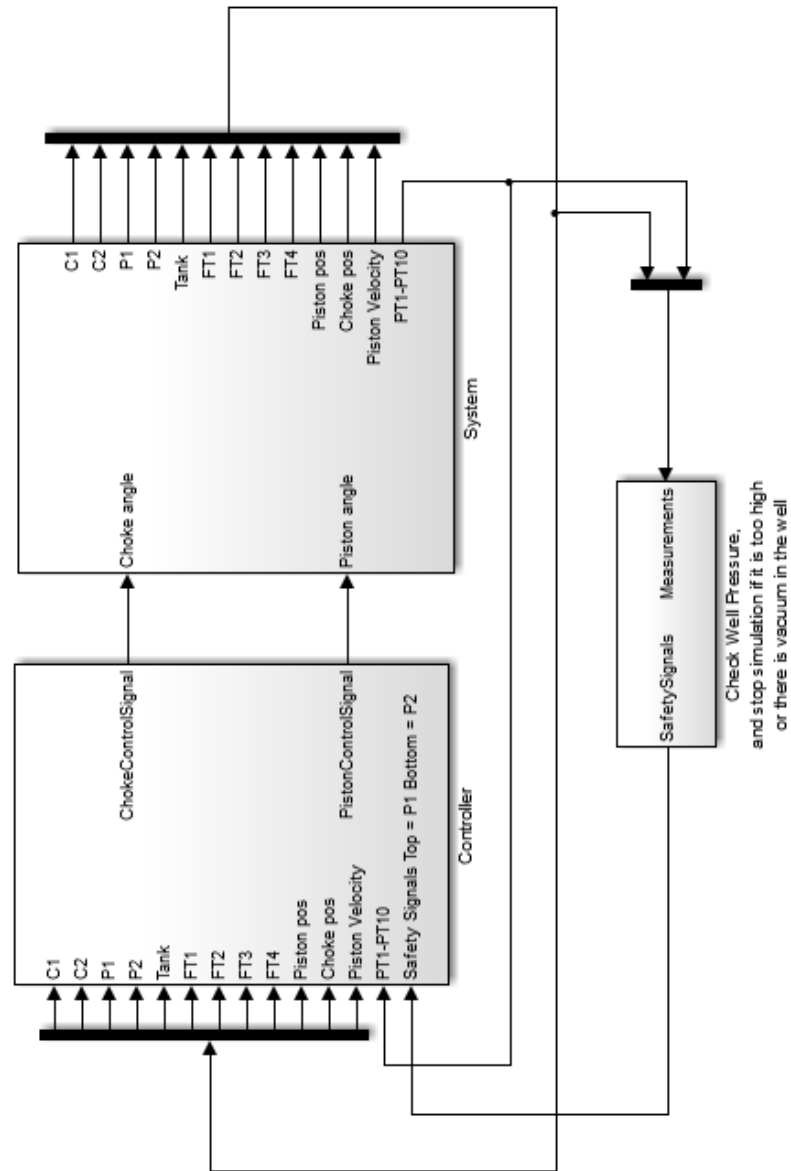 C1
C2
P1
P2
Tank
FT1
FT2
FT3
FT4
Piston pos
Choke pos
Piston Velocity
PT1-PT10
Safety Signals Top = P1 Bottom = P2
ChokeControlSignal
PistonControlSignal
Controller
Choke angle
Piston angle
C1
C2
P1
P2
Tank
FT1
FT2
FT3
FT4
Piston pos
Choke pos
Piston Velocity
PT1-PT10
System
SafetySignals
Measurements
Check Well Pressure,
and stop simulation if it is too high
or there is vacuum in the well